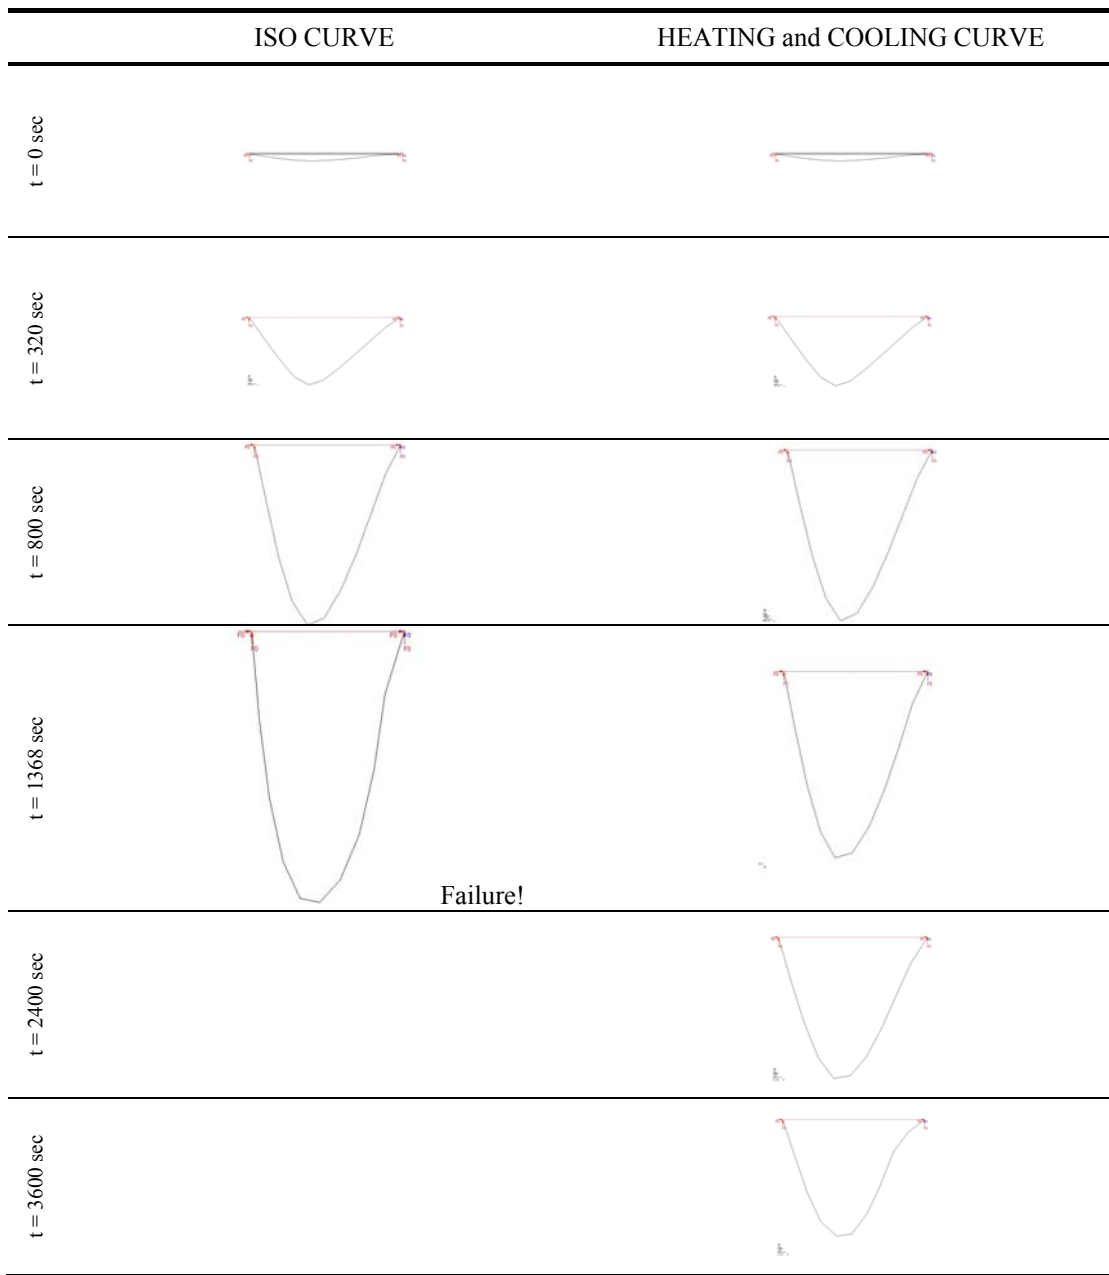 ISO CURVE
HEATING and COOLING CURVE
t = 0 sec
t = 320 sec
t = 800 sec
t = 1368 sec
Failure!
t = 2400 sec
t = 3600 sec